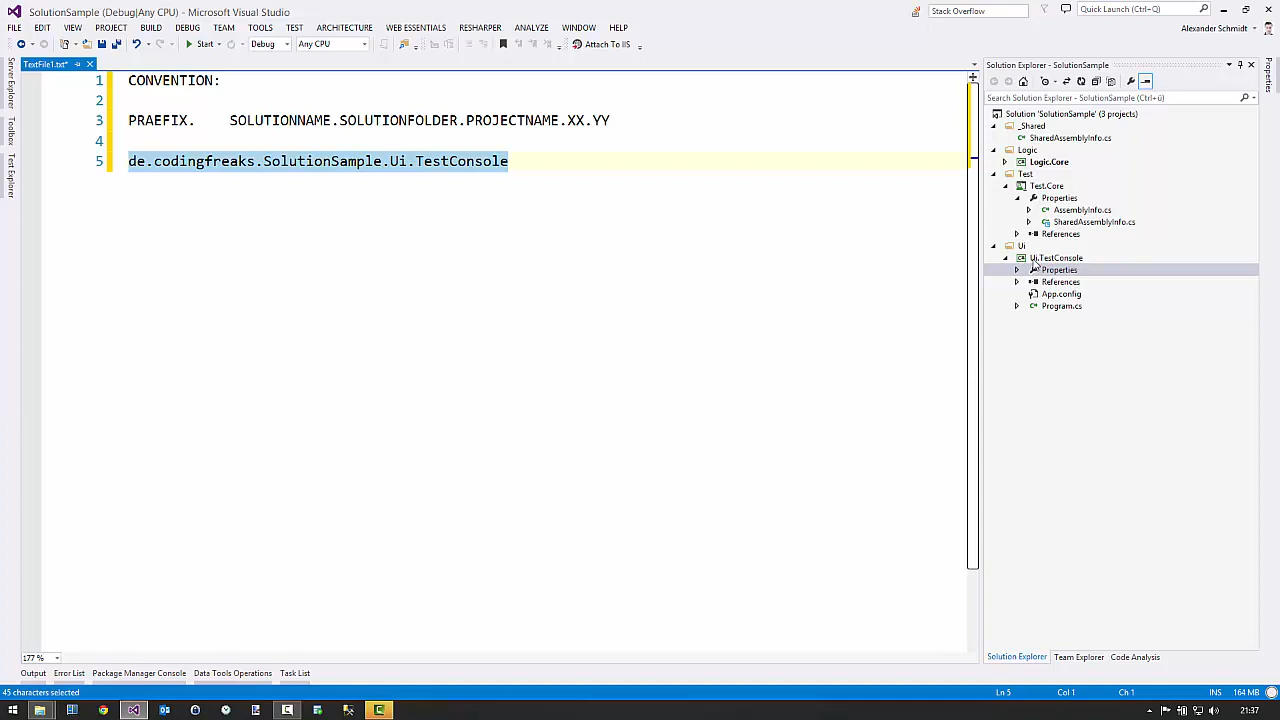 SolutionSample (Debug|Any CPU) - Microsoft Visual Studio
Stack Overflow
Quick Launch (Ctrl+Q)
FILE EDIT VIEW PROJECT BUILD DEBUG TEAM TOOLS TEST ARCHITECTURE WEB ESSENTIALS RESHARPER ANALYZE WINDOW HELP
Alexander Schmidt
Start Debug Any CPU Attach To IIS
TextFile1.txt*
Server Explorer
Toolbox
Test Explorer
1 CONVENTION:
2
3 PRAEFIX. SOLUTIONNAME.SOLUTIONFOLDER.PROJECTNAME.XX.YY
4
5 de.codingfreaks.SolutionSample.Ui.TestConsole
177 %
Solution Explorer - SolutionSample
Search Solution Explorer - SolutionSample (Ctrl+ü)
Solution 'SolutionSample' (3 projects)
_Shared
SharedAssemblyInfo.cs
Logic
Logic.Core
Test
Test.Core
Properties
AssemblyInfo.cs
SharedAssemblyInfo.cs
References
Ui
Ui.TestConsole
Properties
References
App.config
Program.cs
Properties
Solution Explorer Team Explorer Code Analysis
Output Error List Package Manager Console Data Tools Operations Task List
45 characters selected Ln 5 Col 1 Ch 1 INS 164 MB
21:37